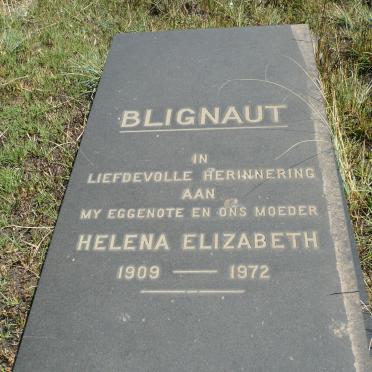 BLIGNAUT
IN
LIEFDEVOLLE HERINNERING
AAN
MY EGGENOTE EN ONS MOEDER
HELENA ELIZABETH
1909 — 1972